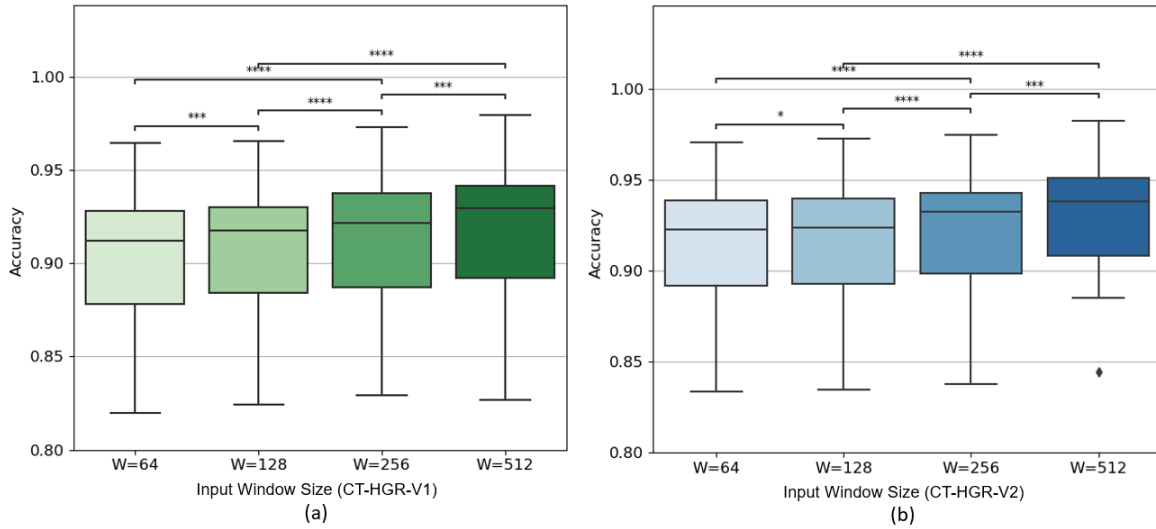 ****
****
***
***
****
1.00
0.95
0.90
0.85
0.80
Accuracy
W=64
W=128
W=256
W=512
Input Window Size (CT-HGR-V1)
(a)
****
****
***
*
****
1.00
0.95
0.90
0.85
0.80
Accuracy
W=64
W=128
W=256
W=512
Input Window Size (CT-HGR-V2)
(b)